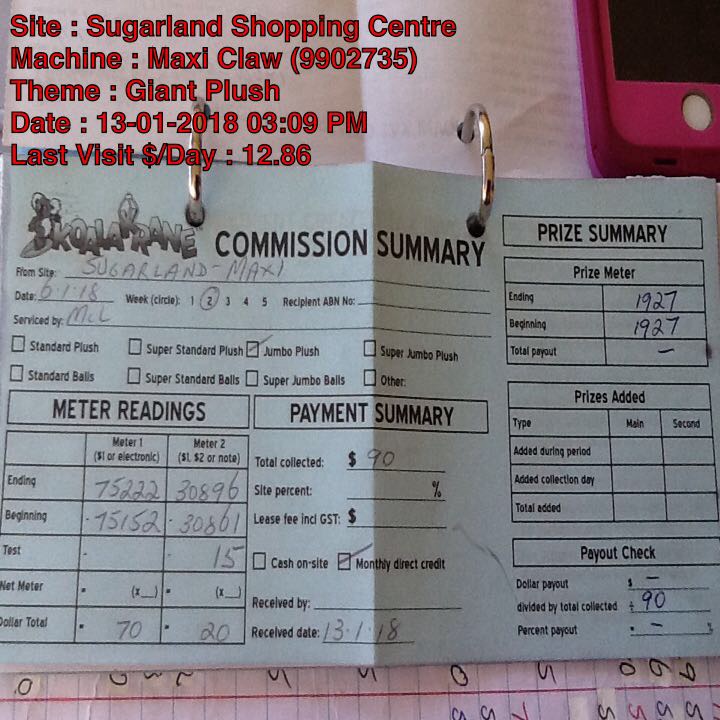 Site : Sugarland Shopping Centre
Machine : Maxi Claw (9902735)
Theme : Giant Plush
Date : 13-01-2018 03:09 PM
Last Visit $/Day : 12.86
KOALA KRANE COMMISSION SUMMARY
From Site: SUGARLAND-MAXI
Date: 6.1.18 Week (circle): 1 2 3 4 5 Recipient ABN No:
Serviced by: McL
Standard Plush Super Standard Plush Jumbo Plush Super Jumbo Plush
Standard Balls Super Standard Balls Super Jumbo Balls Other:
METER READINGS
Meter 1 Meter 2
($1 or electronic) ($1, $2 or note)
Ending 75222 30896
Beginning - 75152 - 30861
Test - - 15
Net Meter = (x__) = (x__)
Dollar Total = 70 = 20
PAYMENT SUMMARY
Total collected: $ 90
Site percent: %
Lease fee incl GST: $
Cash on-site Monthly direct credit
Received by:
Received date: 13.1.18
PRIZE SUMMARY
Prize Meter
Ending 1927
Beginning 1927
Total payout —
Prizes Added
Type Main Second
Added during period
Added collection day
Total added
Payout Check
Dollar payout $ —
divided by total collected ÷ 90
Percent payout = — %